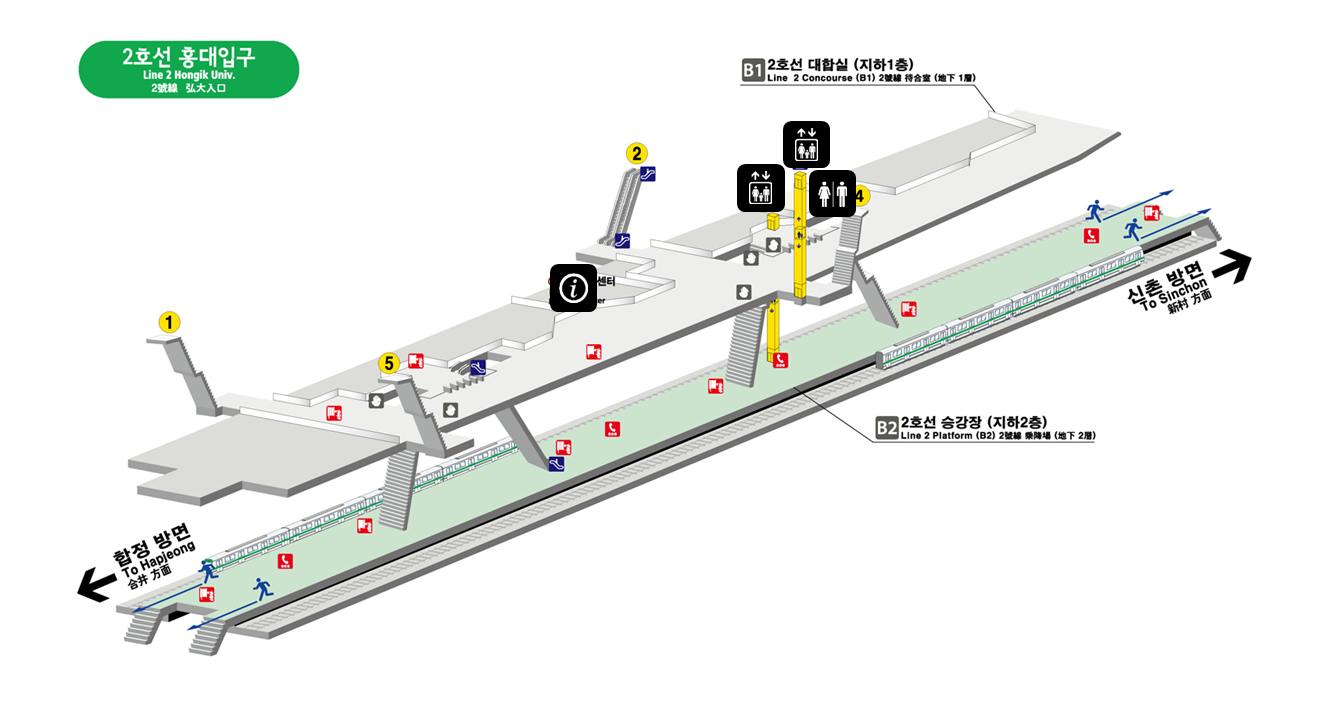 2호선 홍대입구
Line 2 Hongik Univ.
2號線 弘大入口
B1
2호선 대합실 (지하1층)
Line 2 Concourse (B1) 2號線 待合室 (地下 1層)
2
4
1
5
센터
i
신촌 방면
To Sinchon
新村 方面
B2
2호선 승강장 (지하2층)
Line 2 Platform (B2) 2號線 乘降場 (地下 2層)
합정 방면
To Hapjeong
合井 方面